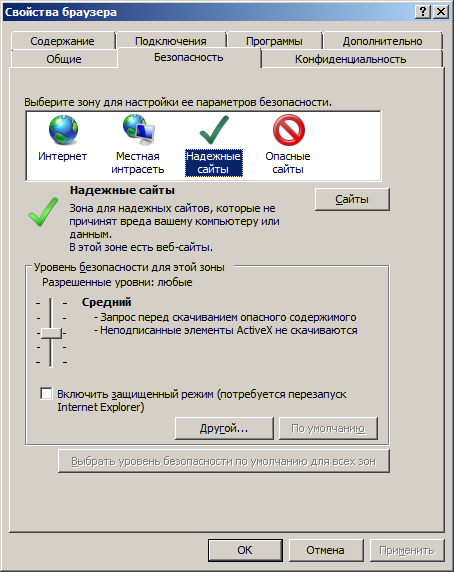 Свойства браузера
Содержание Подключения Программы Дополнительно
Общие Безопасность Конфиденциальность
Выберите зону для настройки ее параметров безопасности.
Интернет Местная интрасеть Надежные сайты Опасные сайты
Надежные сайты
Сайты
Зона для надежных сайтов, которые не
причинят вреда вашему компьютеру или
данным.
В этой зоне есть веб-сайты.
Уровень безопасности для этой зоны
Разрешенные уровни: любые
Средний
- Запрос перед скачиванием опасного содержимого
- Неподписанные элементы ActiveX не скачиваются
Включить защищенный режим (потребуется перезапуск
Internet Explorer)
Другой... По умолчанию
Выбрать уровень безопасности по умолчанию для всех зон
OK Отмена Применить